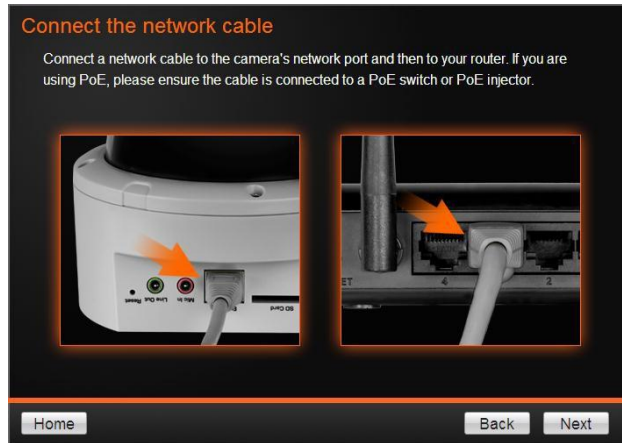 Connect the network cable
Connect a network cable to the camera's network port and then to your router. If you are
using PoE, please ensure the cable is connected to a PoE switch or PoE injector.
Reset
Line Out
Mic In
SD Card
4
2
Home
Back
Next